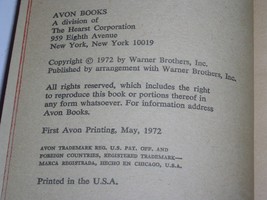 AVON BOOKS
A division of
The Hearst Corporation
959 Eighth Avenue
New York, New York 10019
Copyright © 1972 by Warner Brothers, Inc.
Published by arrangement with Warner Brothers, Inc.
All rights reserved, which includes the right
to reproduce this book or portions thereof in
any form whatsoever. For information address
Avon Books.
First Avon Printing, May, 1972
AVON TRADEMARK REG. U.S. PAT. OFF. AND
FOREIGN COUNTRIES, REGISTERED TRADEMARK—
MARCA REGISTRADA, HECHO EN CHICAGO, U.S.A.
Printed in the U.S.A.